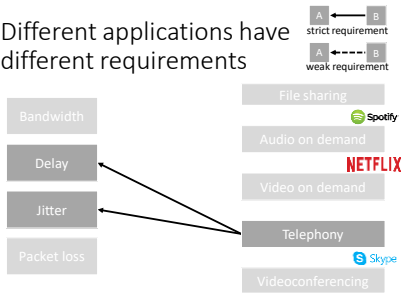 Different applications have
different requirements
A B
strict requirement
A B
weak requirement
Bandwidth
Delay
Jitter
Packet loss
File sharing
Spotify
Audio on demand
NETFLIX
Video on demand
Telephony
Skype
Videoconferencing